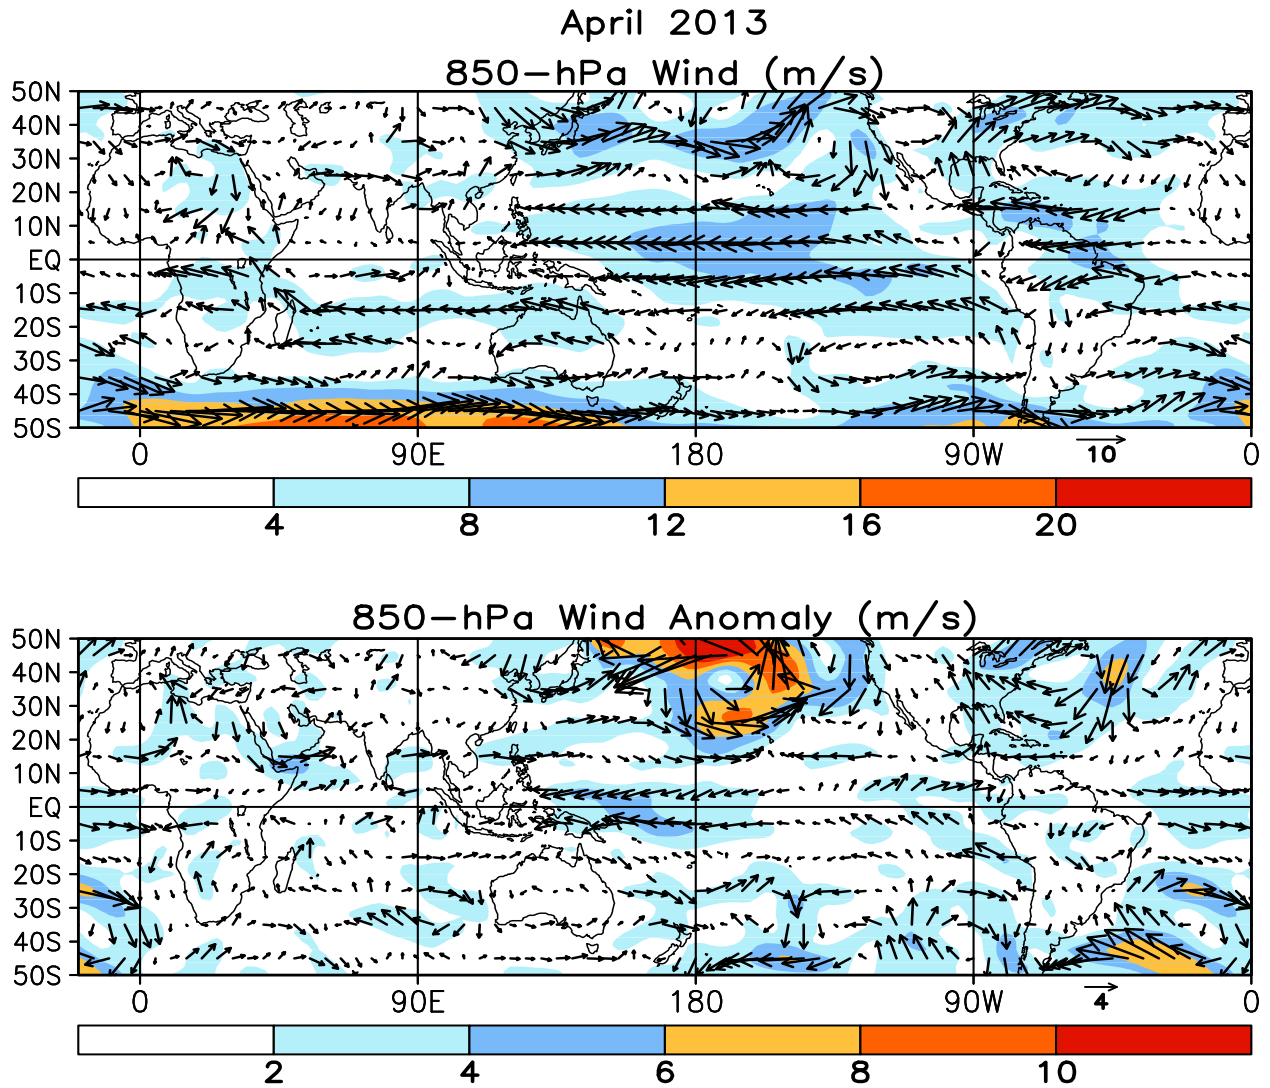 April 2013
850-hPa Wind (m/s)
50N
40N
30N
20N
10N
EQ
10S
20S
30S
40S
50S
0 90E 180 90W 0
10
4 8 12 16 20
850-hPa Wind Anomaly (m/s)
50N
40N
30N
20N
10N
EQ
10S
20S
30S
40S
50S
0 90E 180 90W 0
4
2 4 6 8 10